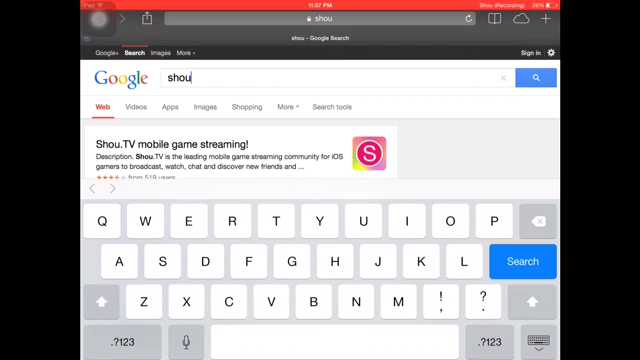 iPad
11:57 PM
Shou (Recording)
29%
shou
shou - Google Search
Google+ Search Images More
Sign in
Google
shou
Web Videos Apps Images Shopping More Search tools
Shou.TV mobile game streaming!
Description. Shou.TV is the leading mobile game streaming community for iOS
gamers to broadcast, watch, chat and discover new friends and ...
from 519 users
S
Q W E R T Y U I O P
A S D F G H J K L Search
Z X C V B N M ! , ? .
.?123 .?123